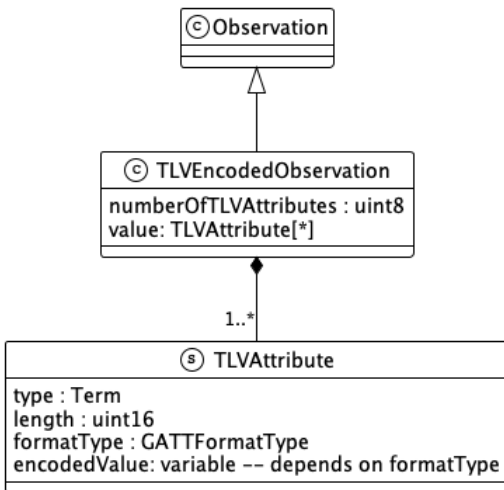 C Observation
C TLVEncodedObservation
numberOfTLVAttributes : uint8
value: TLVAttribute[*]
1..*
S TLVAttribute
type : Term
length : uint16
formatType : GATTFormatType
encodedValue: variable -- depends on formatType